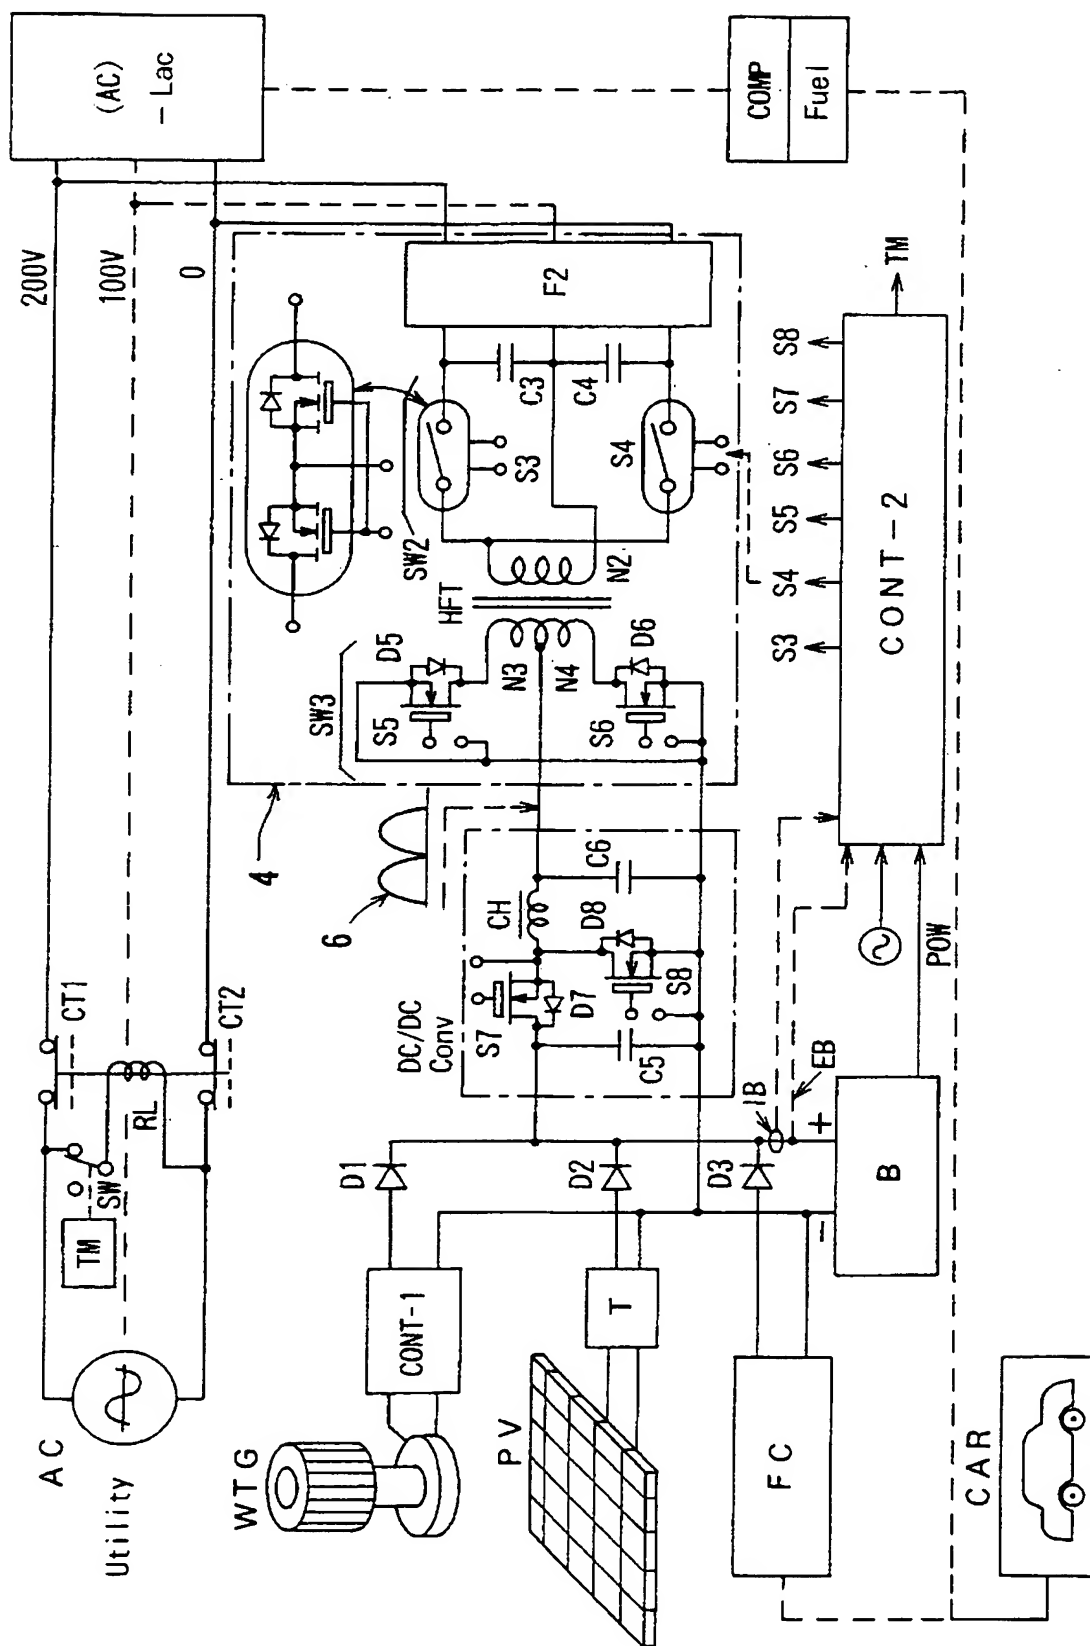 AC
Utility
TM
SW
RL
CT1
CT2
200V
100V
0
(AC)
-Lac
WTG
CONT-1
D1
PV
T
D2
FC
D3
CAR
B
+
-
IB
EB
POW
DC/DC
Conv
S7
D7
C5
S8
D8
CH
C6
6
4
SW3
S5
D5
N3
N4
S6
D6
HFT
N2
SW2
S3
S4
C3
C4
F2
CONT-2
S3
S4
S5
S6
S7
S8
TM
COMP
Fuel